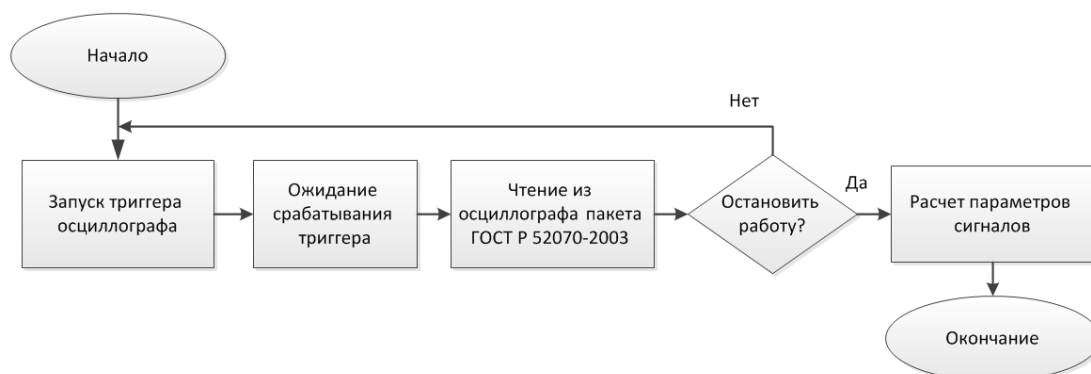 Начало
Нет
Запуск триггера
осциллографа
Ожидание
срабатывания
триггера
Чтение из
осциллографа пакета
ГОСТ Р 52070-2003
Остановить
работу?
Да
Расчет параметров
сигналов
Окончание